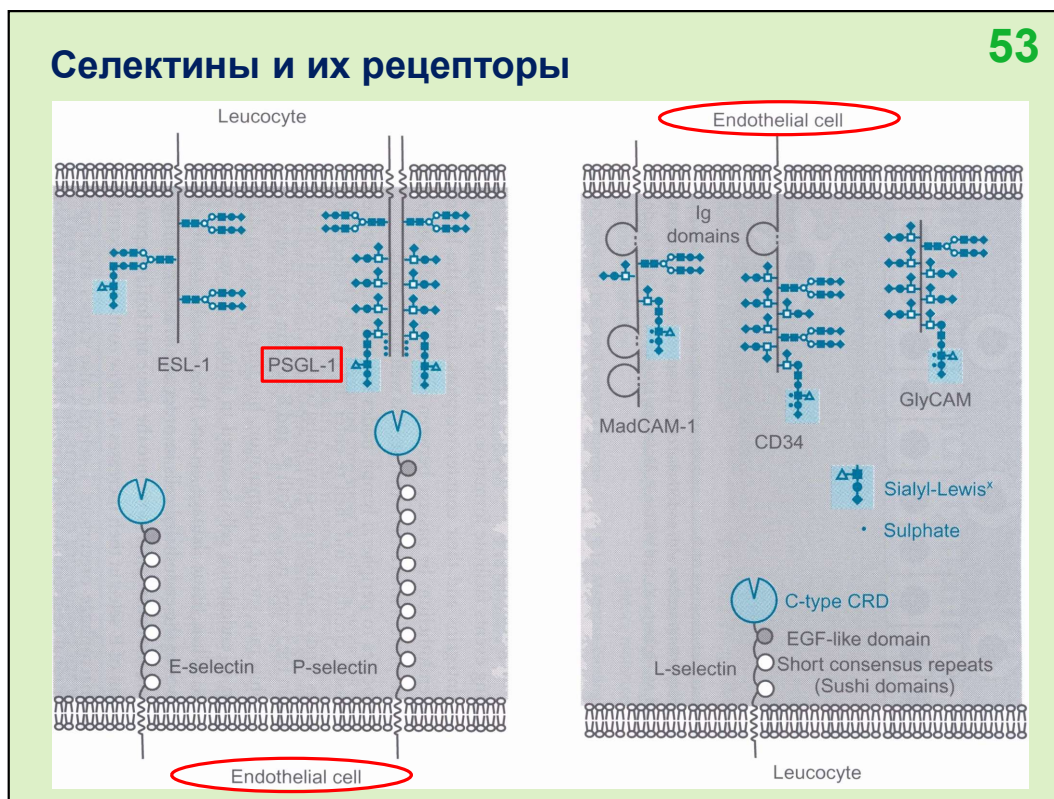 Селектины и их рецепторы
53
Leucocyte
ESL-1
PSGL-1
E-selectin
P-selectin
Endothelial cell
Endothelial cell
Ig
domains
MadCAM-1
CD34
GlyCAM
Sialyl-Lewisˣ
Sulphate
C-type CRD
EGF-like domain
L-selectin
Short consensus repeats
(Sushi domains)
Leucocyte